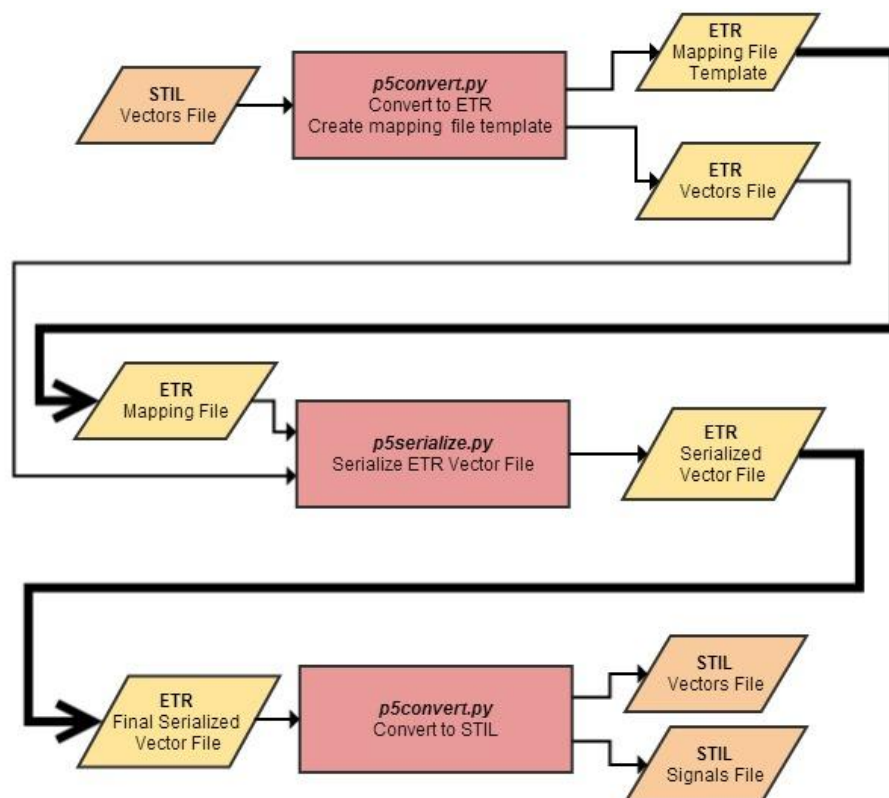 STIL
Vectors File
p5convert.py
Convert to ETR
Create mapping file template
ETR
Mapping File
Template
ETR
Vectors File
ETR
Mapping File
p5serialize.py
Serialize ETR Vector File
ETR
Serialized
Vector File
ETR
Final Serialized
Vector File
p5convert.py
Convert to STIL
STIL
Vectors File
STIL
Signals File